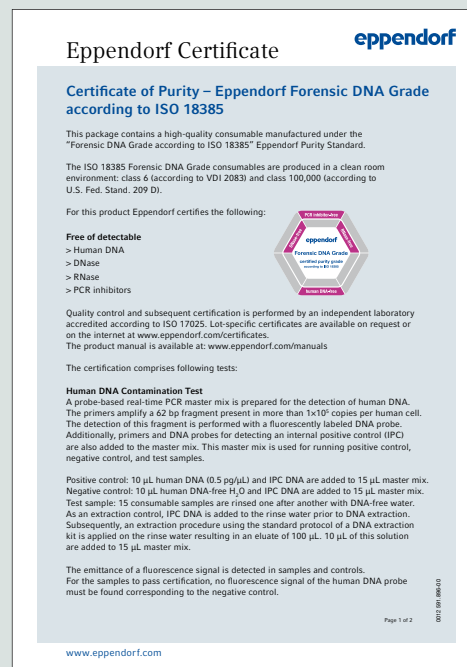 eppendorf
Eppendorf Certificate
Certificate of Purity – Eppendorf Forensic DNA Grade
according to ISO 18385
This package contains a high-quality consumable manufactured under the
“Forensic DNA Grade according to ISO 18385” Eppendorf Purity Standard.
The ISO 18385 Forensic DNA Grade consumables are produced in a clean room
environment: class 6 (according to VDI 2083) and class 100,000 (according to
U.S. Fed. Stand. 209 D).
For this product Eppendorf certifies the following:
Free of detectable
> Human DNA
> DNase
> RNase
> PCR inhibitors
PCR inhibitor-free
eppendorf
Forensic DNA Grade
certified purity grade
according to ISO 18385
human DNA-free
Quality control and subsequent certification is performed by an independent laboratory
accredited according to ISO 17025. Lot-specific certificates are available on request or
on the internet at www.eppendorf.com/certificates.
The product manual is available at: www.eppendorf.com/manuals
The certification comprises following tests:
Human DNA Contamination Test
A probe-based real-time PCR master mix is prepared for the detection of human DNA.
The primers amplify a 62 bp fragment present in more than 1×10⁵ copies per human cell.
The detection of this fragment is performed with a fluorescently labeled DNA probe.
Additionally, primers and DNA probes for detecting an internal positive control (IPC)
are also added to the master mix. This master mix is used for running positive control,
negative control, and test samples.
Positive control: 10 µL human DNA (0.5 pg/µL) and IPC DNA are added to 15 µL master mix.
Negative control: 10 µL human DNA-free H₂O and IPC DNA are added to 15 µL master mix.
Test sample: 15 consumable samples are rinsed one after another with DNA-free water.
As an extraction control, IPC DNA is added to the rinse water prior to DNA extraction.
Subsequently, an extraction procedure using the standard protocol of a DNA extraction
kit is applied on the rinse water resulting in an eluate of 100 µL. 10 µL of this solution
are added to 15 µL master mix.
The emittance of a fluorescence signal is detected in samples and controls.
For the samples to pass certification, no fluorescence signal of the human DNA probe
must be found corresponding to the negative control.
Page 1 of 2
www.eppendorf.com